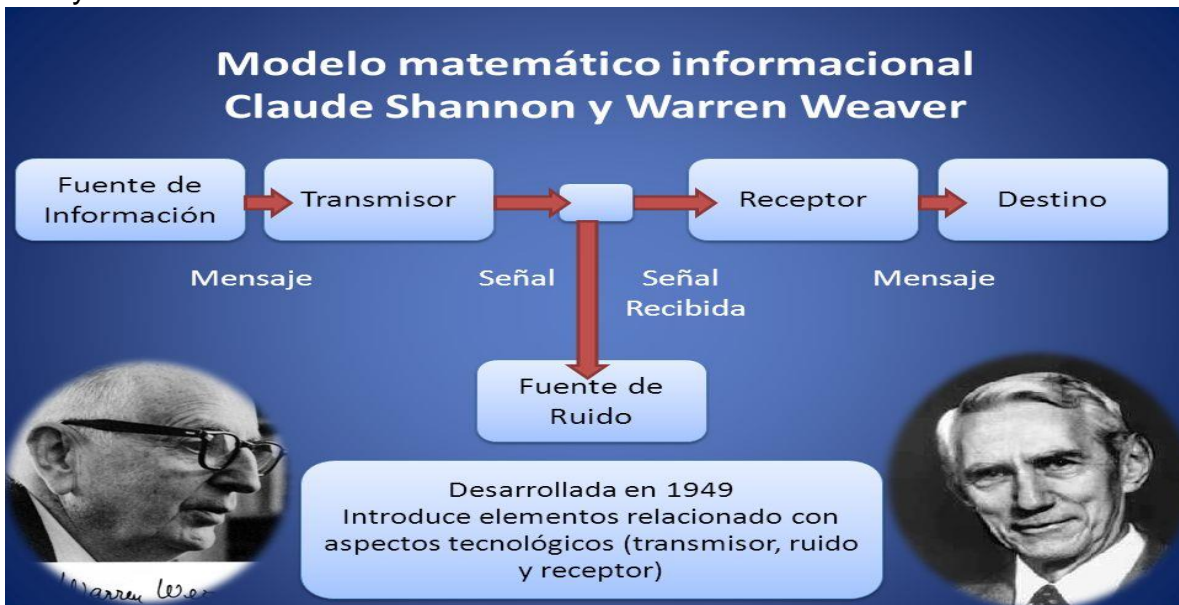 Modelo matemático informacional
Claude Shannon y Warren Weaver
Fuente de
Información
Transmisor
Receptor
Destino
Mensaje
Señal
Señal
Recibida
Mensaje
Fuente de
Ruido
Desarrollada en 1949
Introduce elementos relacionado con
aspectos tecnológicos (transmisor, ruido
y receptor)
Warren